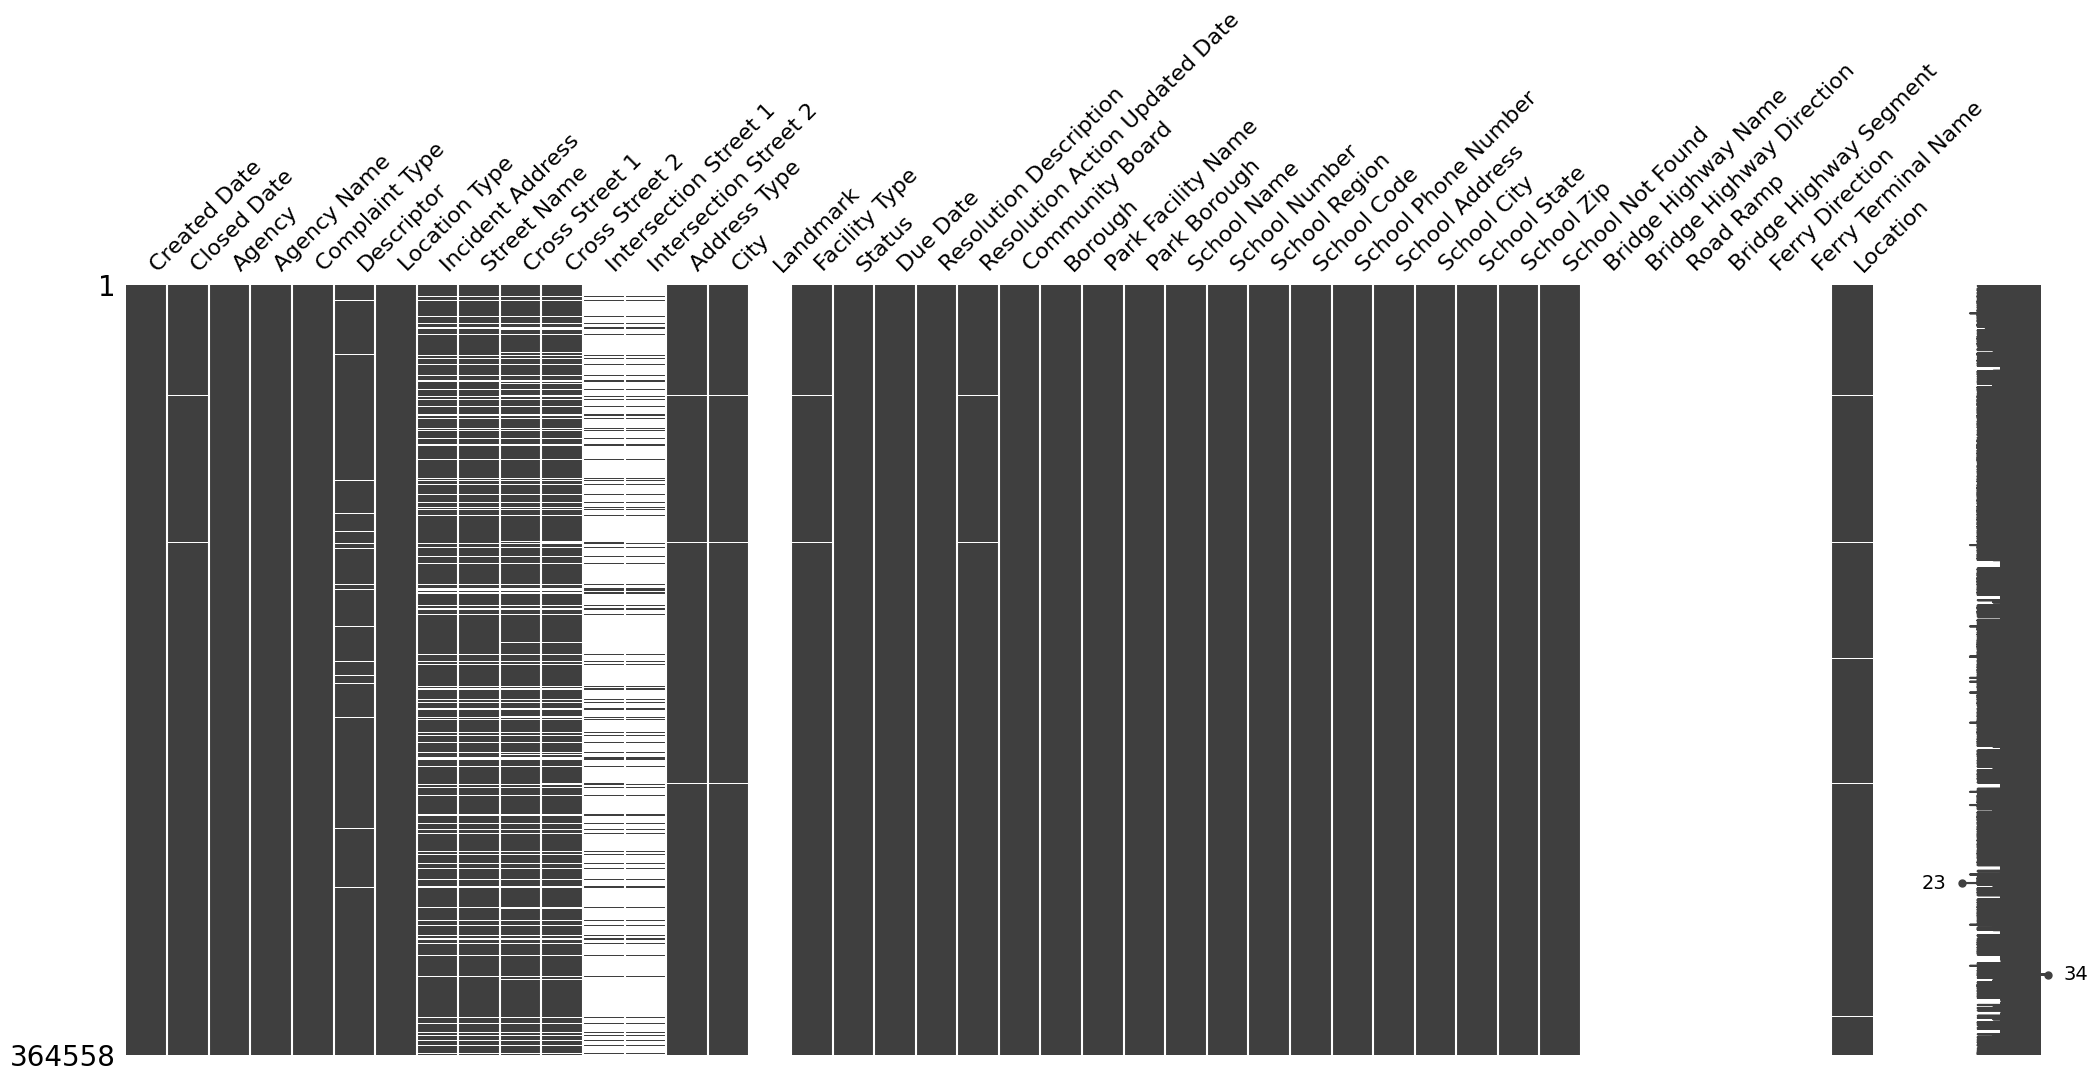 Created Date
Closed Date
Agency
Agency Name
Complaint Type
Descriptor
Location Type
Incident Address
Street Name
Cross Street 1
Cross Street 2
Intersection Street 1
Intersection Street 2
Address Type
City
Landmark
Facility Type
Status
Due Date
Resolution Description
Resolution Action Updated Date
Community Board
Borough
Park Facility Name
Park Borough
School Name
School Number
School Region
School Code
School Phone Number
School Address
School City
School State
School Zip
School Not Found
Bridge Highway Name
Bridge Highway Direction
Road Ramp
Bridge Highway Segment
Ferry Direction
Ferry Terminal Name
Location
1
23
34
364558